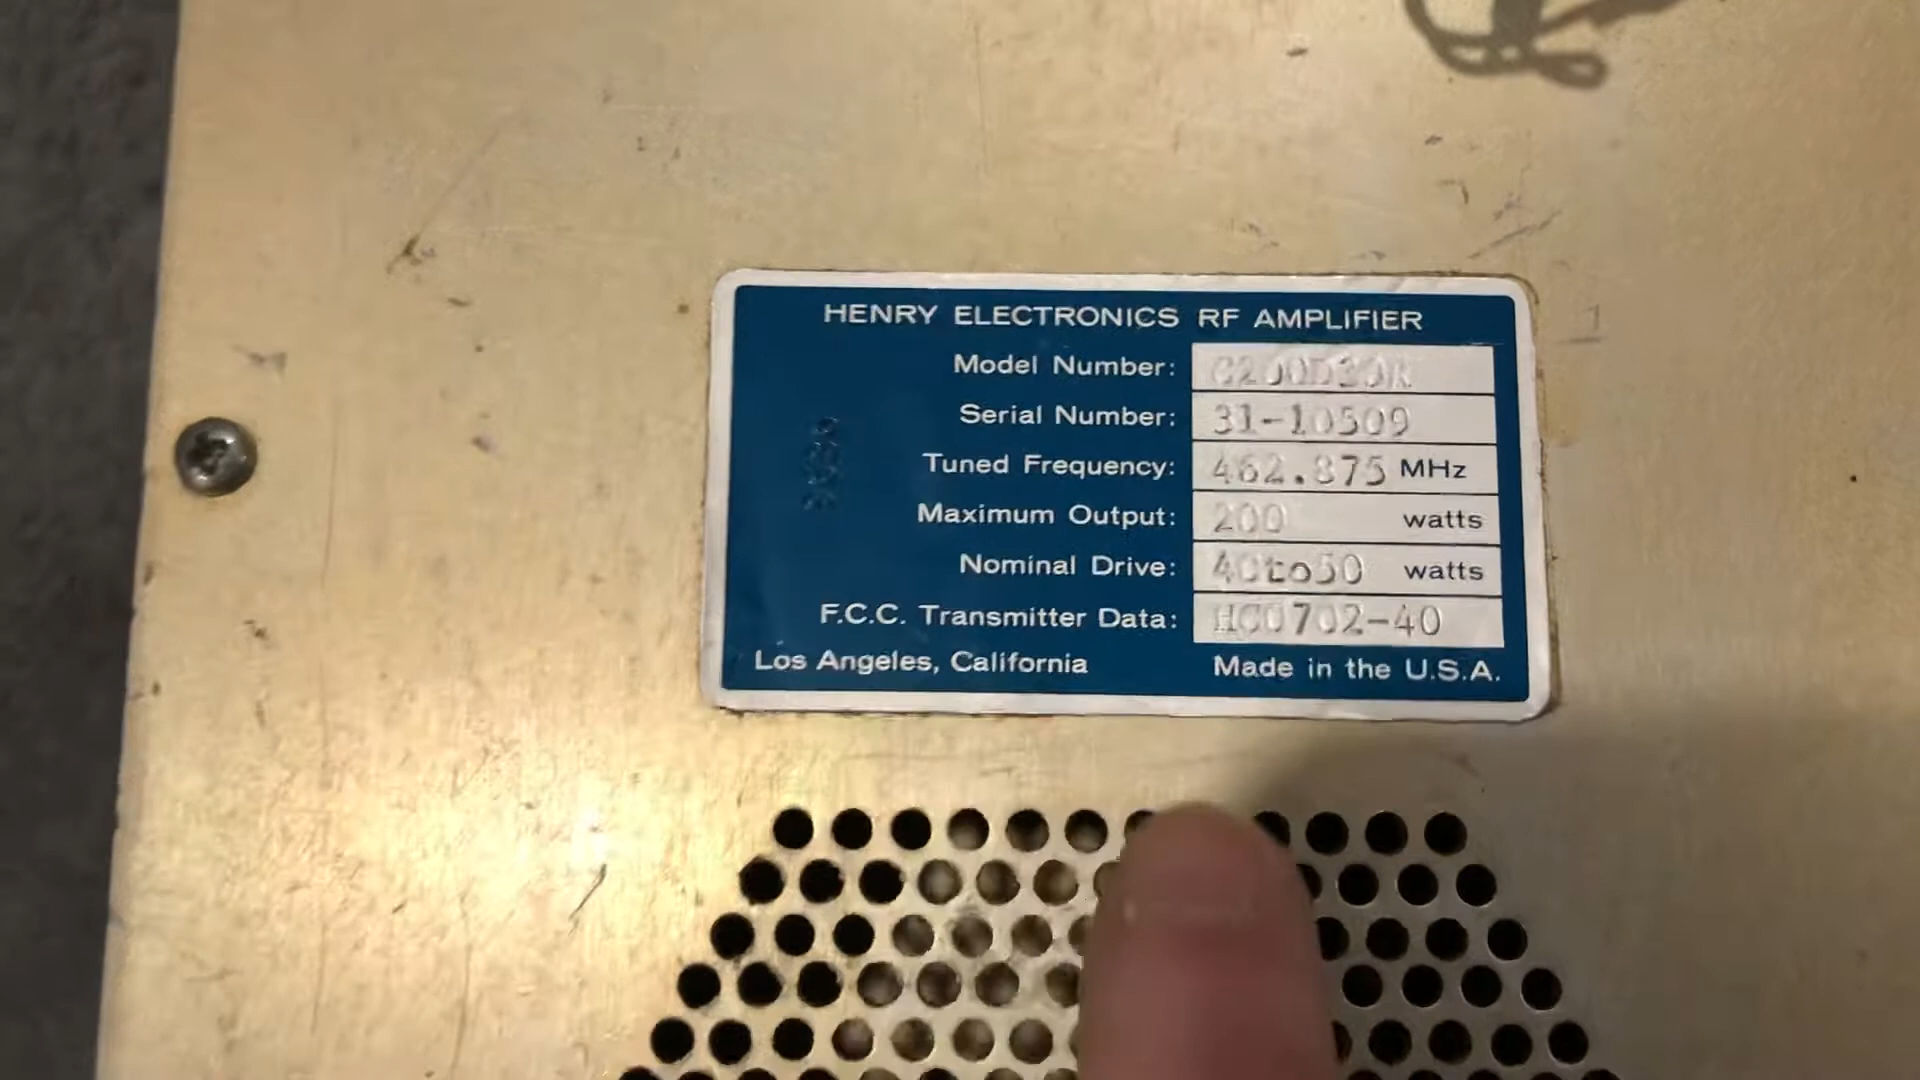 HENRY ELECTRONICS RF AMPLIFIER
Model Number: C200D30R
Serial Number: 31-10509
Tuned Frequency: 462.875 MHz
Maximum Output: 200 watts
Nominal Drive: 40to50 watts
F.C.C. Transmitter Data: HC0702-40
Los Angeles, California Made in the U.S.A.